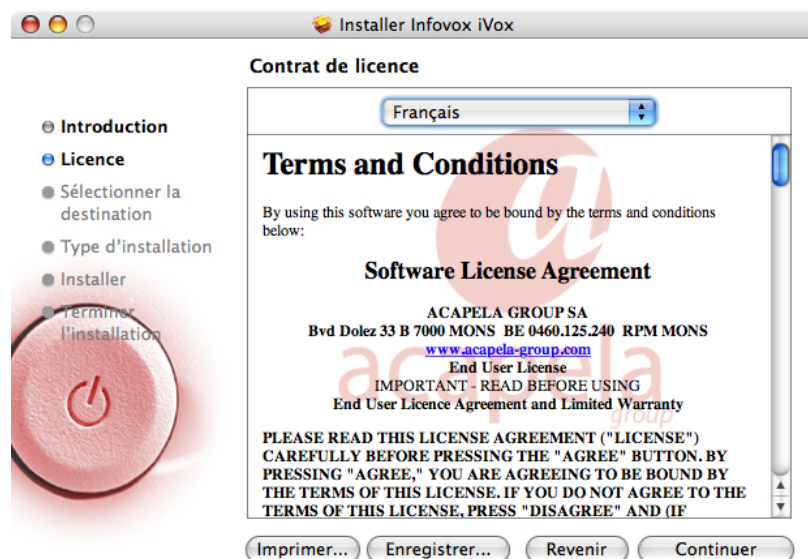 Installer Infovox iVox
Contrat de licence
Introduction
Licence
Sélectionner la
destination
Type d'installation
Installer
Terminer
l'installation
Français
Terms and Conditions
By using this software you agree to be bound by the terms and conditions
below:
Software License Agreement
ACAPELA GROUP SA
Bvd Dolez 33 B 7000 MONS  BE 0460.125.240  RPM MONS
www.acapela-group.com
End User License
IMPORTANT - READ BEFORE USING
End User Licence Agreement and Limited Warranty
PLEASE READ THIS LICENSE AGREEMENT ("LICENSE")
CAREFULLY BEFORE PRESSING THE "AGREE" BUTTON. BY
PRESSING "AGREE," YOU ARE AGREEING TO BE BOUND BY
THE TERMS OF THIS LICENSE. IF YOU DO NOT AGREE TO THE
TERMS OF THIS LICENSE, PRESS "DISAGREE" AND (IF
acapela
group
Imprimer...
Enregistrer...
Revenir
Continuer